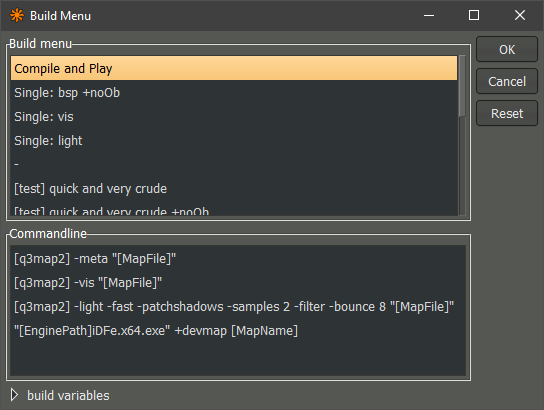 Build Menu
Build menu
Compile and Play
Single: bsp +noOb
Single: vis
Single: light
-
[test] quick and very crude
[test] quick and very crude +noOb
OK
Cancel
Reset
Commandline
[q3map2] -meta "[MapFile]"
[q3map2] -vis "[MapFile]"
[q3map2] -light -fast -patchshadows -samples 2 -filter -bounce 8 "[MapFile]"
"[EnginePath]iDFe.x64.exe" +devmap [MapName]
build variables